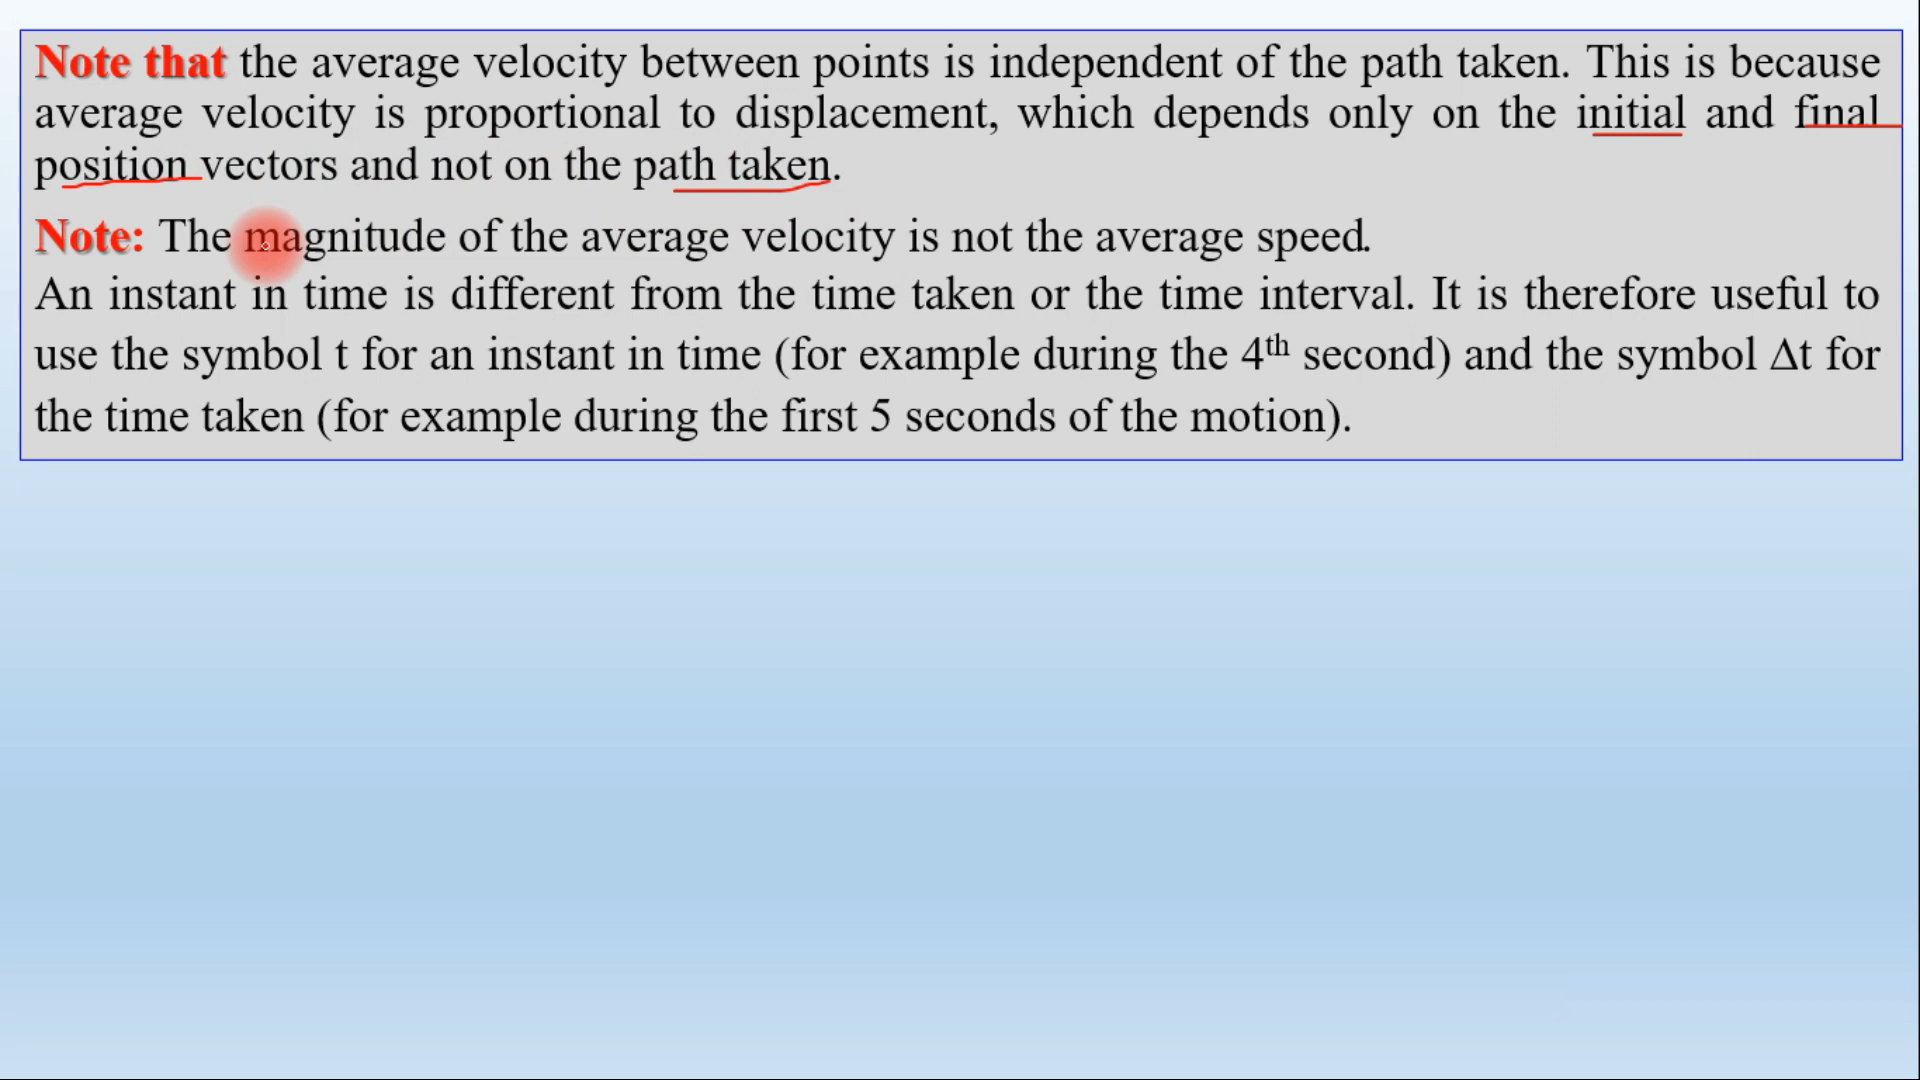 Note that the average velocity between points is independent of the path taken. This is because
average velocity is proportional to displacement, which depends only on the initial and final
position vectors and not on the path taken.
Note: The magnitude of the average velocity is not the average speed.
An instant in time is different from the time taken or the time interval. It is therefore useful to
use the symbol t for an instant in time (for example during the 4th second) and the symbol Δt for
the time taken (for example during the first 5 seconds of the motion).